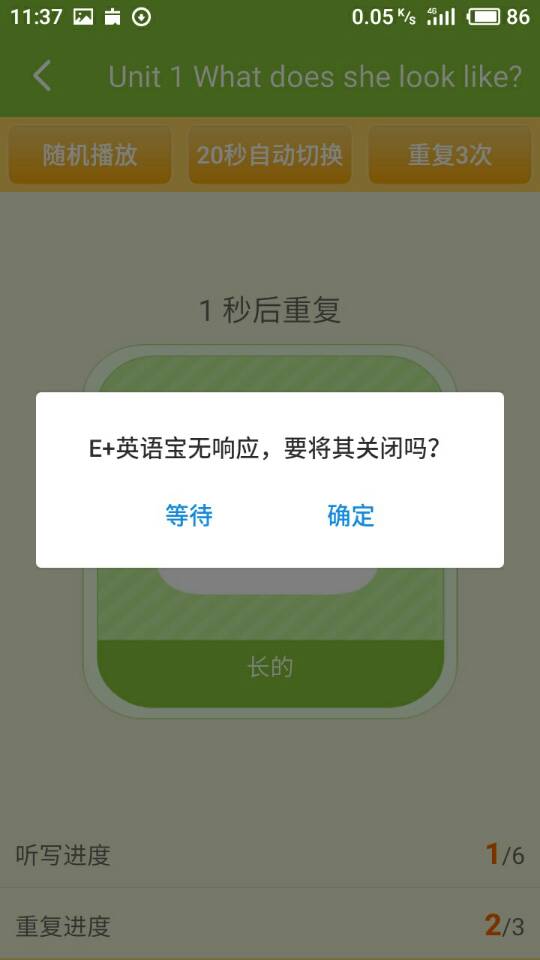 11:37 0.05 K/s 4G 86
Unit 1 What does she look like?
随机播放 20秒自动切换 重复3次
1 秒后重复
E+英语宝无响应，要将其关闭吗？
等待 确定
长的
听写进度 1/6
重复进度 2/3